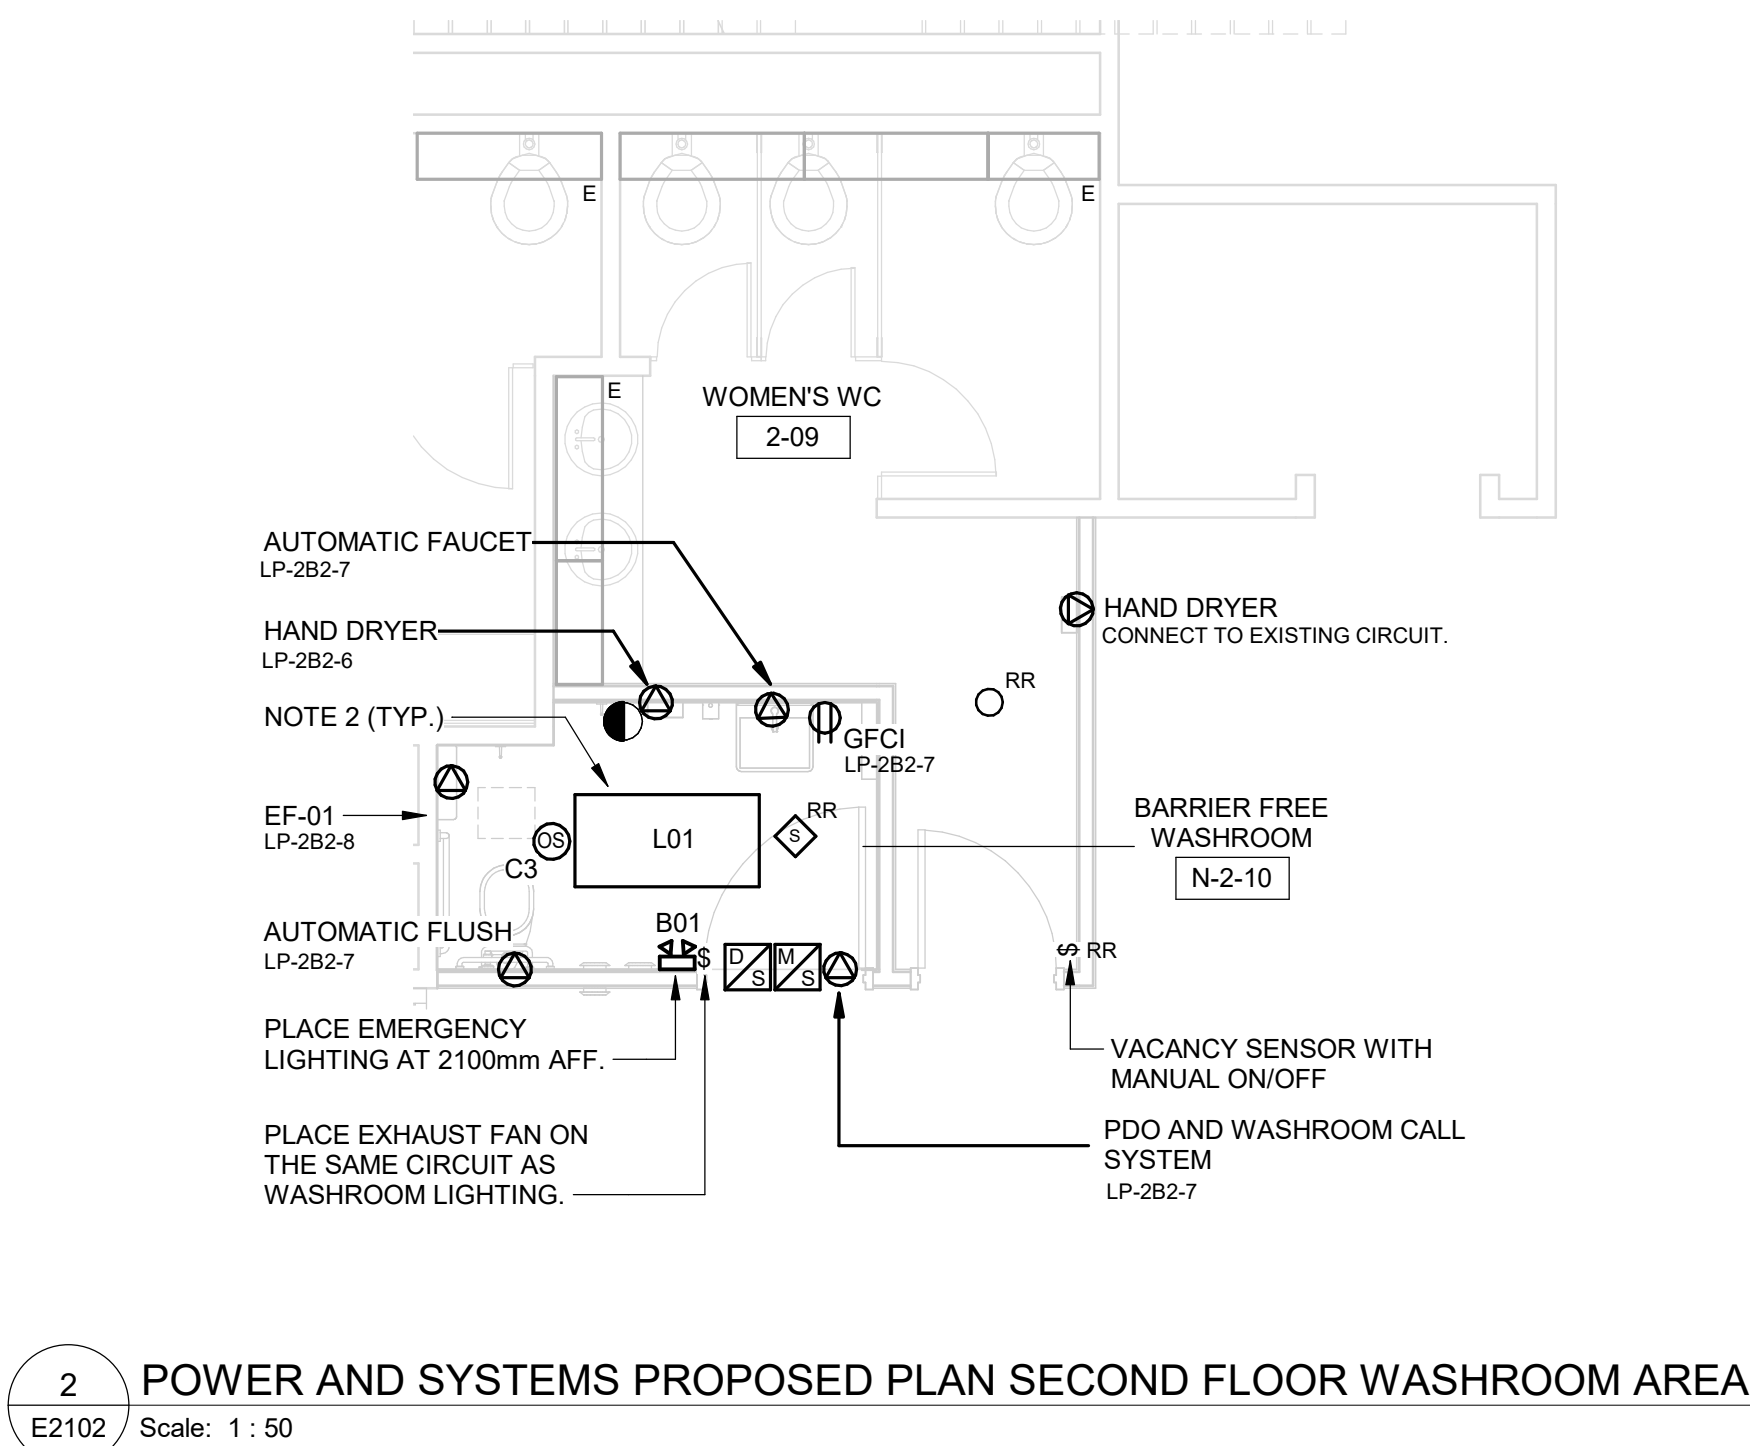 E
E
E
WOMEN'S WC
2-09
AUTOMATIC FAUCET
LP-2B2-7
HAND DRYER
LP-2B2-6
NOTE 2 (TYP.)
HAND DRYER
CONNECT TO EXISTING CIRCUIT.
RR
GFCI
LP-2B2-7
EF-01
LP-2B2-8
OS
C3
L01
RR
S
BARRIER FREE
WASHROOM
N-2-10
AUTOMATIC FLUSH
LP-2B2-7
B01
$
D
S
M
S
$ RR
PLACE EMERGENCY
LIGHTING AT 2100mm AFF.
VACANCY SENSOR WITH
MANUAL ON/OFF
PLACE EXHAUST FAN ON
THE SAME CIRCUIT AS
WASHROOM LIGHTING.
PDO AND WASHROOM CALL
SYSTEM
LP-2B2-7
2
E2102
POWER AND SYSTEMS PROPOSED PLAN SECOND FLOOR WASHROOM AREA
Scale: 1 : 50